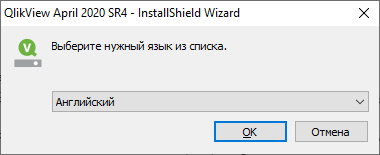 QlikView April 2020 SR4 - InstallShield Wizard
Выберите нужный язык из списка.
Английский
OK
Отмена